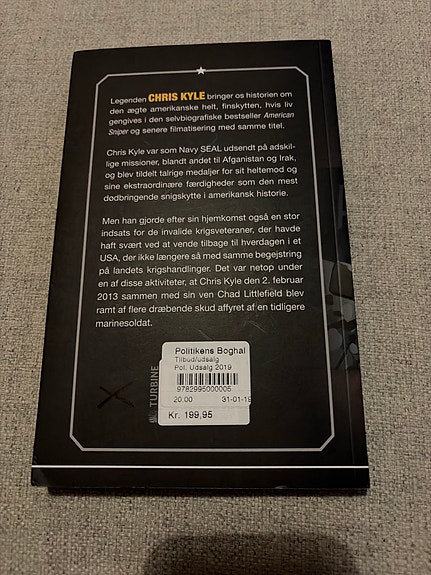 Legenden CHRIS KYLE bringer os historien om
den ægte amerikanske helt, finskytten, hvis liv
gengives i den selvbiografiske bestseller American
Sniper og senere filmatisering med samme titel.
Chris Kyle var som Navy SEAL udsendt på adskil-
lige missioner, blandt andet til Afganistan og Irak,
og blev tildelt talrige medaljer for sit heltemod og
sine ekstraordinære færdigheder som den mest
dødbringende snigskytte i amerikansk historie.
Men han gjorde efter sin hjemkomst også en stor
indsats for de invalide krigsveteraner, der havde
haft svært ved at vende tilbage til hverdagen i et
USA, der ikke længere så med samme begejstring
på landets krigshandlinger. Det var netop under
en af disse aktiviteter, at Chris Kyle den 2. februar
2013 sammen med sin ven Chad Littlefield blev
ramt af flere dræbende skud affyret af en tidligere
marinesoldat.
TURBINE
Politikens Boghal
Tilbud/udsalg
Pol. Udsalg 2019
9782995000005
20.00 31-01-19
Kr. 199,95